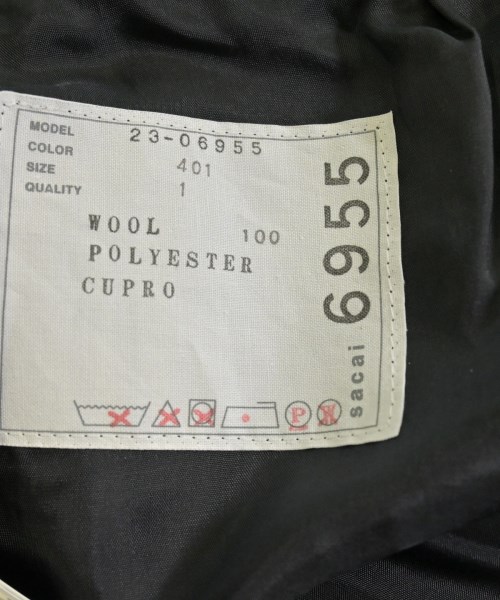 MODEL 23-06955
COLOR 401
SIZE 1
QUALITY
WOOL 100
POLYESTER
CUPRO
P
sacai 6955